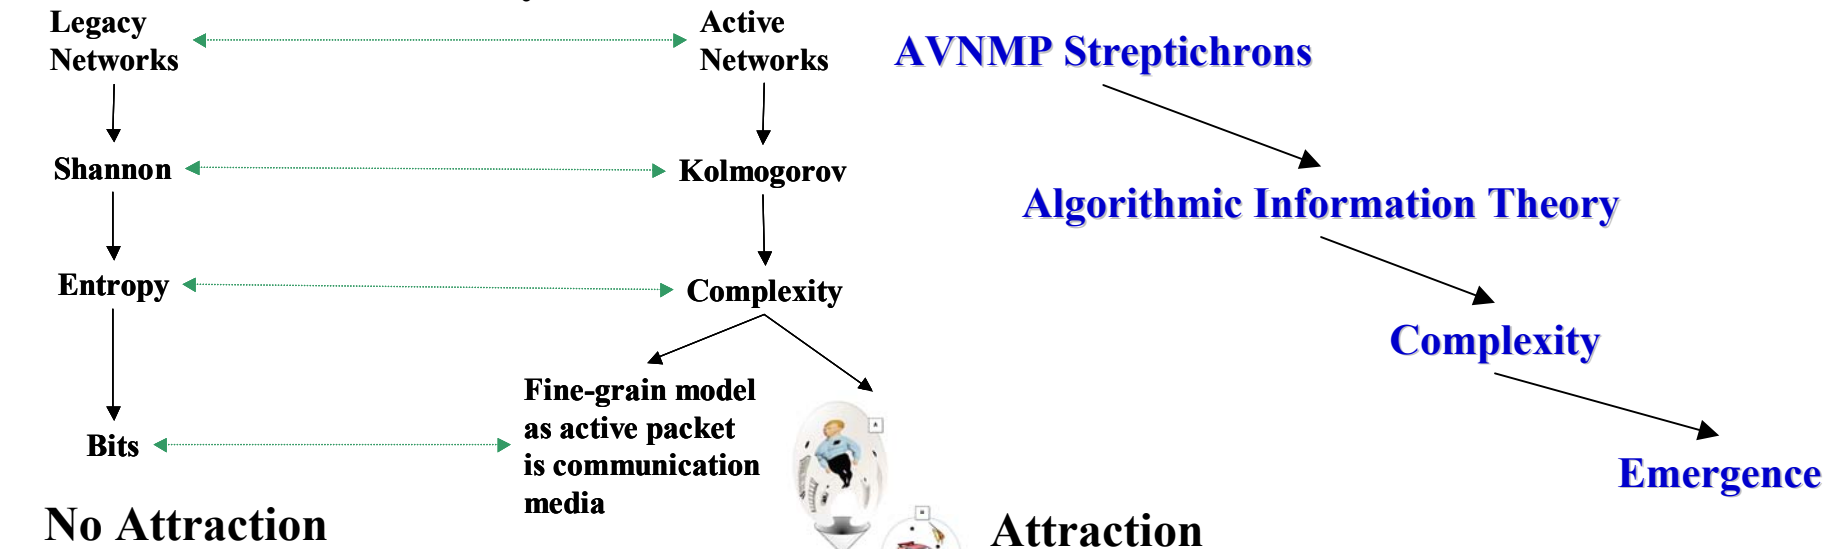 Legacy
Networks
Active
Networks
AVNMP Streptichrons
Shannon
Kolmogorov
Algorithmic Information Theory
Entropy
Complexity
Complexity
Fine-grain model
as active packet
is communication
media
A
Bits
Emergence
No Attraction
B
Attraction